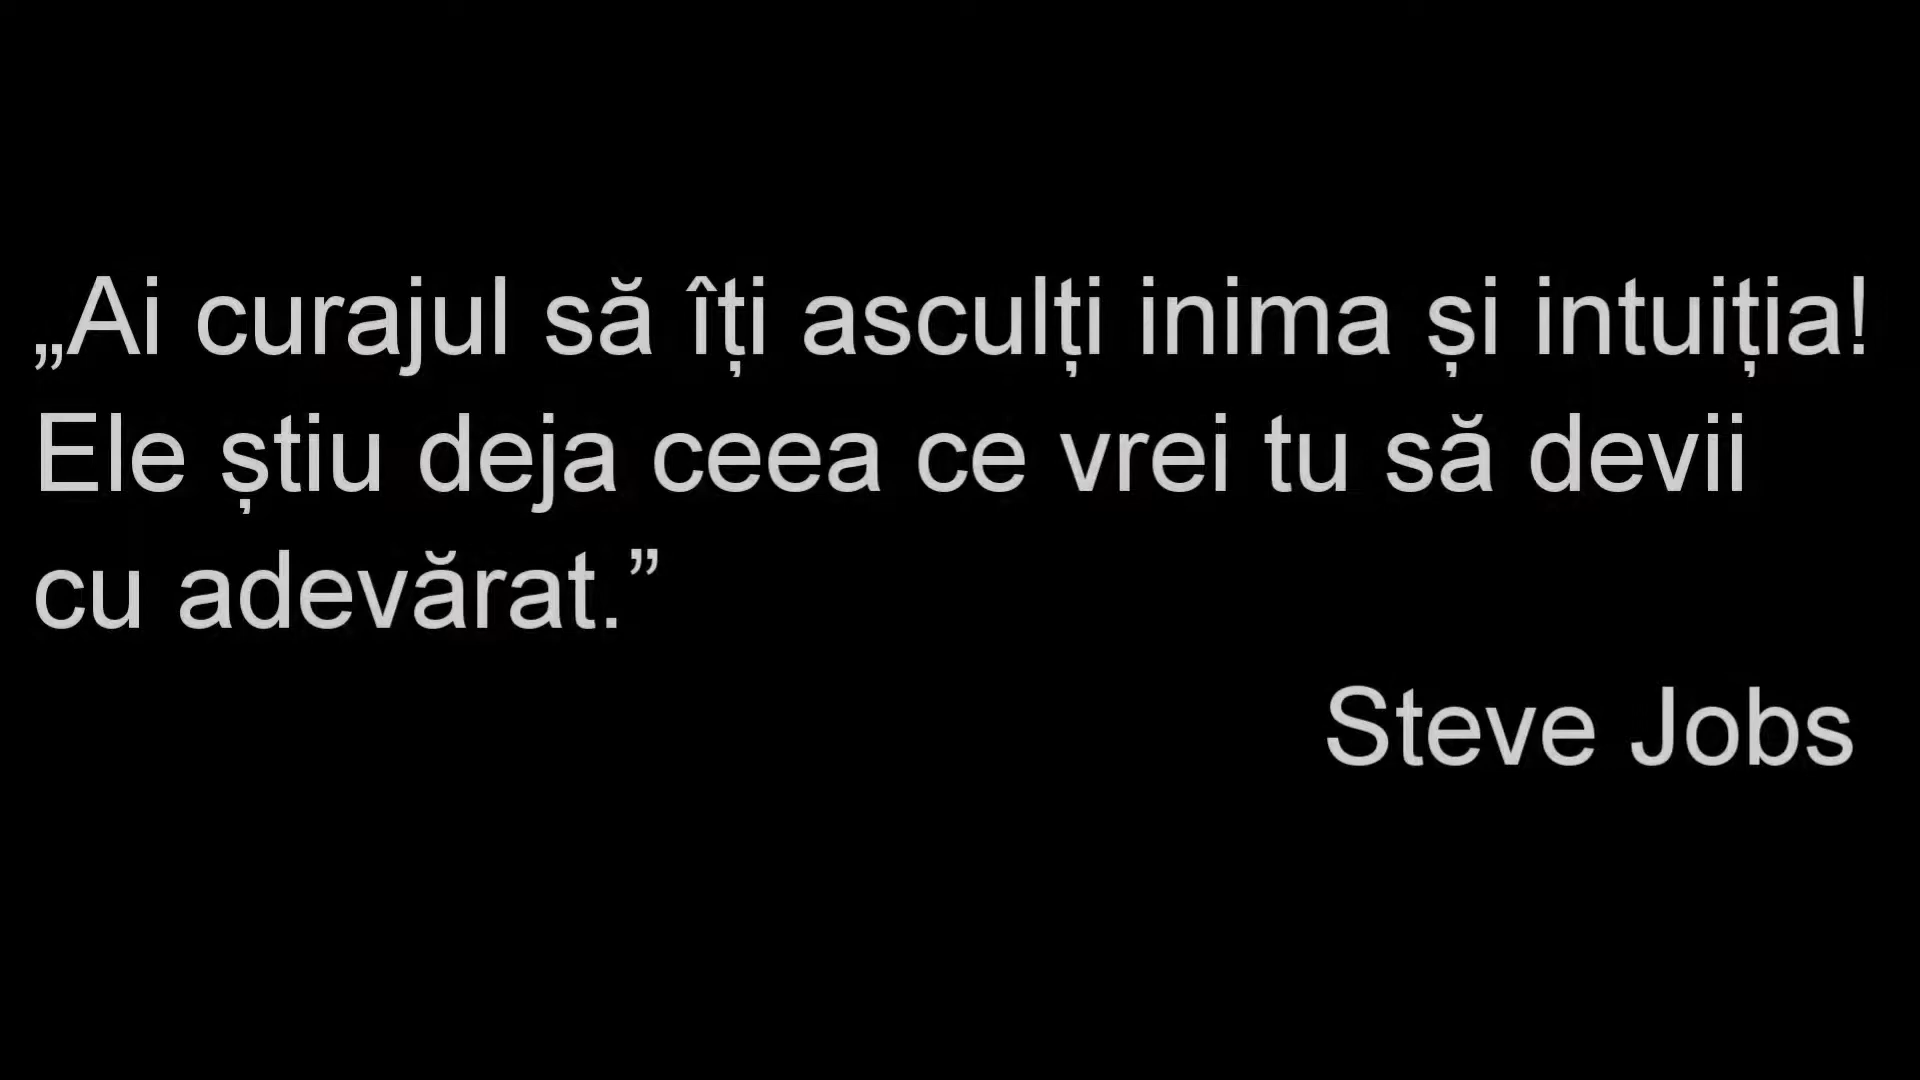 „Ai curajul să îți asculți inima și intuiția!
Ele știu deja ceea ce vrei tu să devii
cu adevărat.”
Steve Jobs